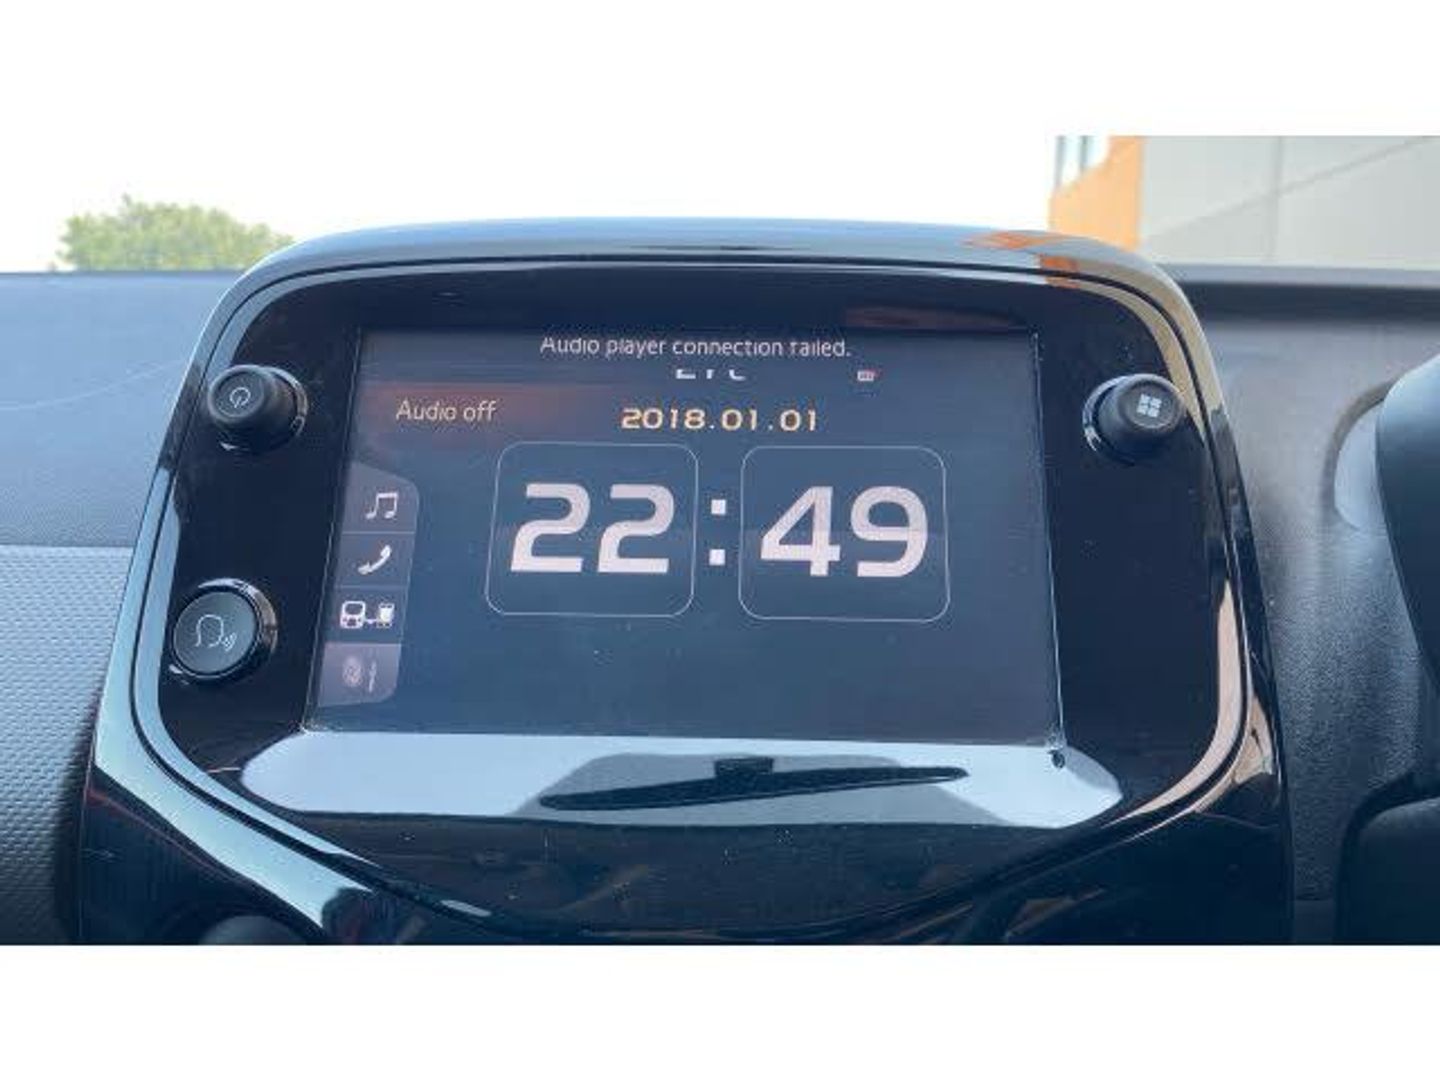 Audio player connection failed.
Audio off
2018.01.01
22:49